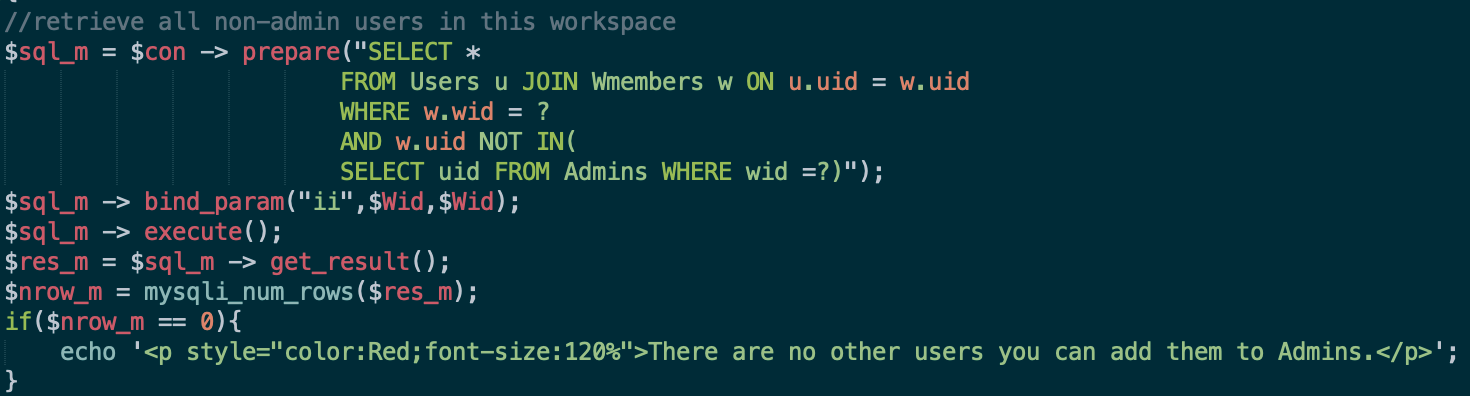 //retrieve all non-admin users in this workspace
$sql_m = $con -> prepare("SELECT *
FROM Users u JOIN Wmembers w ON u.uid = w.uid
WHERE w.wid = ?
AND w.uid NOT IN(
SELECT uid FROM Admins WHERE wid =?)");
$sql_m -> bind_param("ii",$Wid,$Wid);
$sql_m -> execute();
$res_m = $sql_m -> get_result();
$nrow_m = mysqli_num_rows($res_m);
if($nrow_m == 0){
echo '<p style="color:Red;font-size:120%">There are no other users you can add them to Admins.</p>';
}